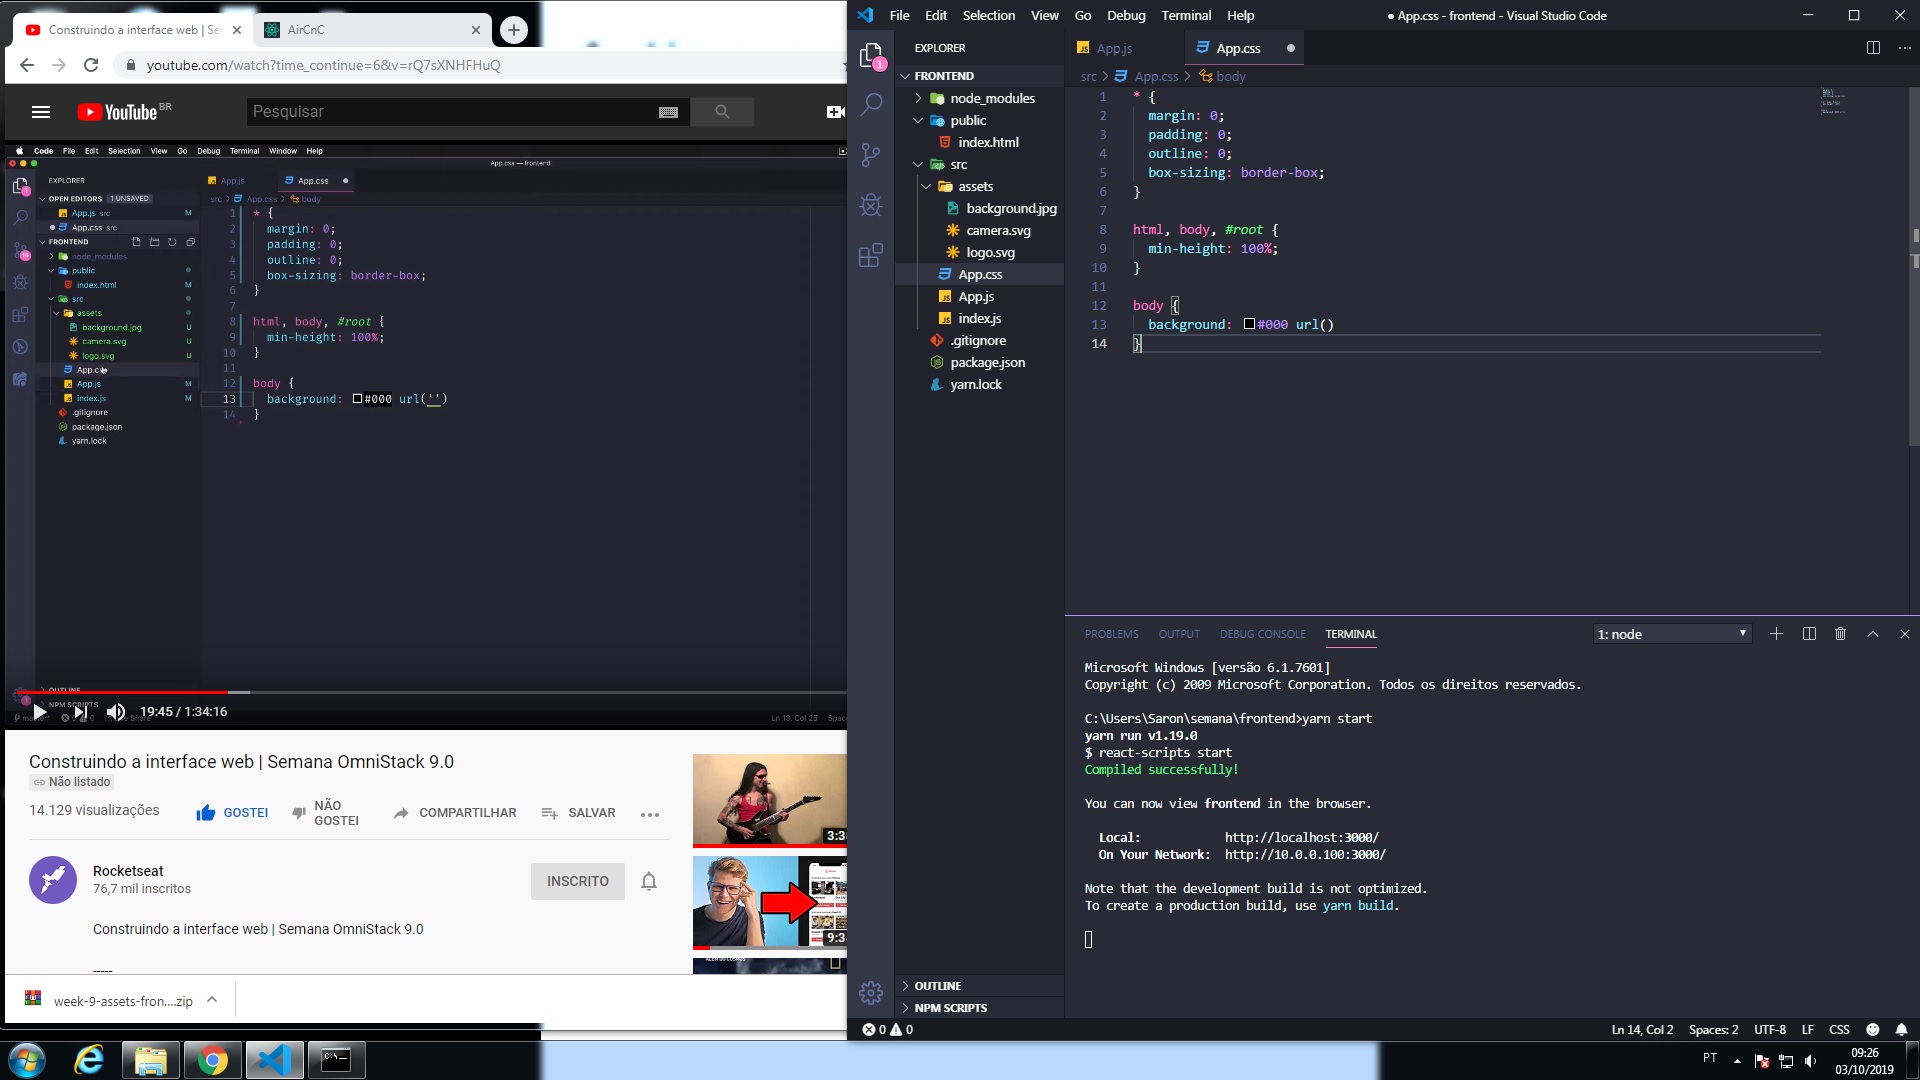 Construindo a interface web | Se
AirCnC
youtube.com/watch?time_continue=6&v=rQ7sXNHFHuQ
YouTube BR
Pesquisar
Code File Edit Selection View Go Debug Terminal Window Help
App.css — frontend
EXPLORER
App.js
App.css
OPEN EDITORS 1 UNSAVED
src > App.css > body
App.js src M
App.css src
FRONTEND
node_modules
public
index.html M
src
assets
background.jpg U
camera.svg U
logo.svg U
App.c
App.js M
index.js M
.gitignore
package.json
yarn.lock
1 * {
2 margin: 0;
3 padding: 0;
4 outline: 0;
5 box-sizing: border-box;
6 }
7
8 html, body, #root {
9 min-height: 100%;
10 }
11
12 body {
13 background: #000 url('')
14 }
OUTLINE
NPM SCRIPTS
19:45 / 1:34:16
Ln 13, Col 25
Construindo a interface web | Semana OmniStack 9.0
Não listado
14.129 visualizações
GOSTEI
NÃO GOSTEI
COMPARTILHAR
SALVAR
Rocketseat
76,7 mil inscritos
INSCRITO
Construindo a interface web | Semana OmniStack 9.0
-----
3:3
9:3
week-9-assets-fron....zip
File Edit Selection View Go Debug Terminal Help
● App.css - frontend - Visual Studio Code
EXPLORER
1
FRONTEND
node_modules
public
index.html
src
assets
background.jpg
camera.svg
logo.svg
App.css
App.js
index.js
.gitignore
package.json
yarn.lock
OUTLINE
NPM SCRIPTS
App.js
App.css
src > App.css > body
1 * {
2 margin: 0;
3 padding: 0;
4 outline: 0;
5 box-sizing: border-box;
6 }
7
8 html, body, #root {
9 min-height: 100%;
10 }
11
12 body {
13 background: #000 url()
14 }
PROBLEMS OUTPUT DEBUG CONSOLE TERMINAL
1: node
Microsoft Windows [versão 6.1.7601]
Copyright (c) 2009 Microsoft Corporation. Todos os direitos reservados.
C:\Users\Saron\semana\frontend>yarn start
yarn run v1.19.0
$ react-scripts start
Compiled successfully!
You can now view frontend in the browser.
Local: http://localhost:3000/
On Your Network: http://10.0.0.100:3000/
Note that the development build is not optimized.
To create a production build, use yarn build.
0 0
Ln 14, Col 2 Spaces: 2 UTF-8 LF CSS
PT
09:26
03/10/2019